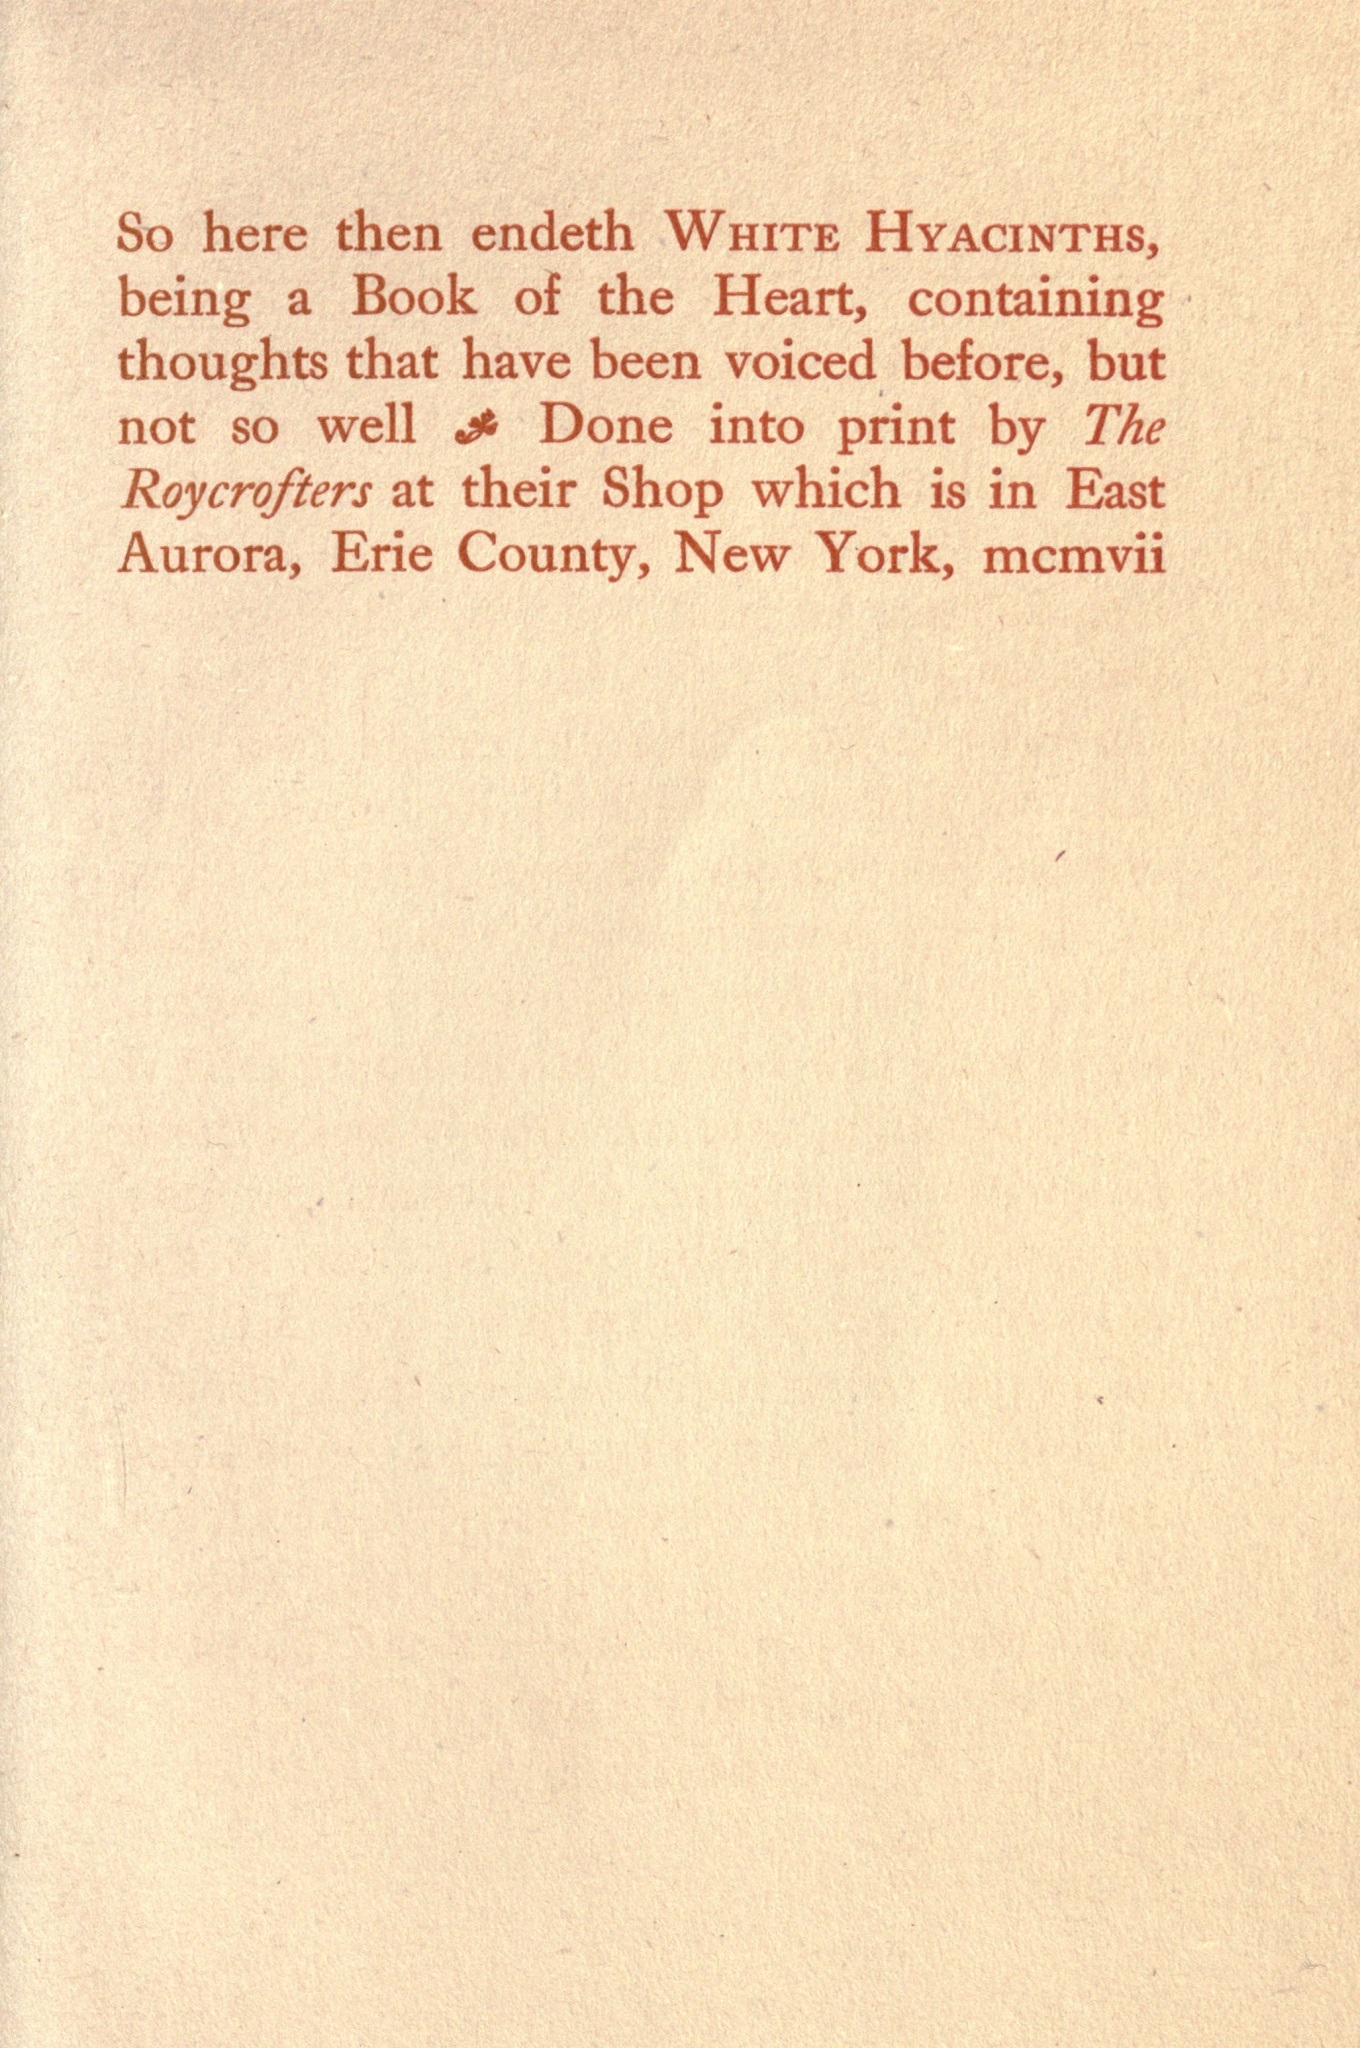 So here then endeth WHITE HYACINTHS,
being a Book of the Heart, containing
thoughts that have been voiced before, but
not so well ❧ Done into print by The
Roycrofters at their Shop which is in East
Aurora, Erie County, New York, mcmvii